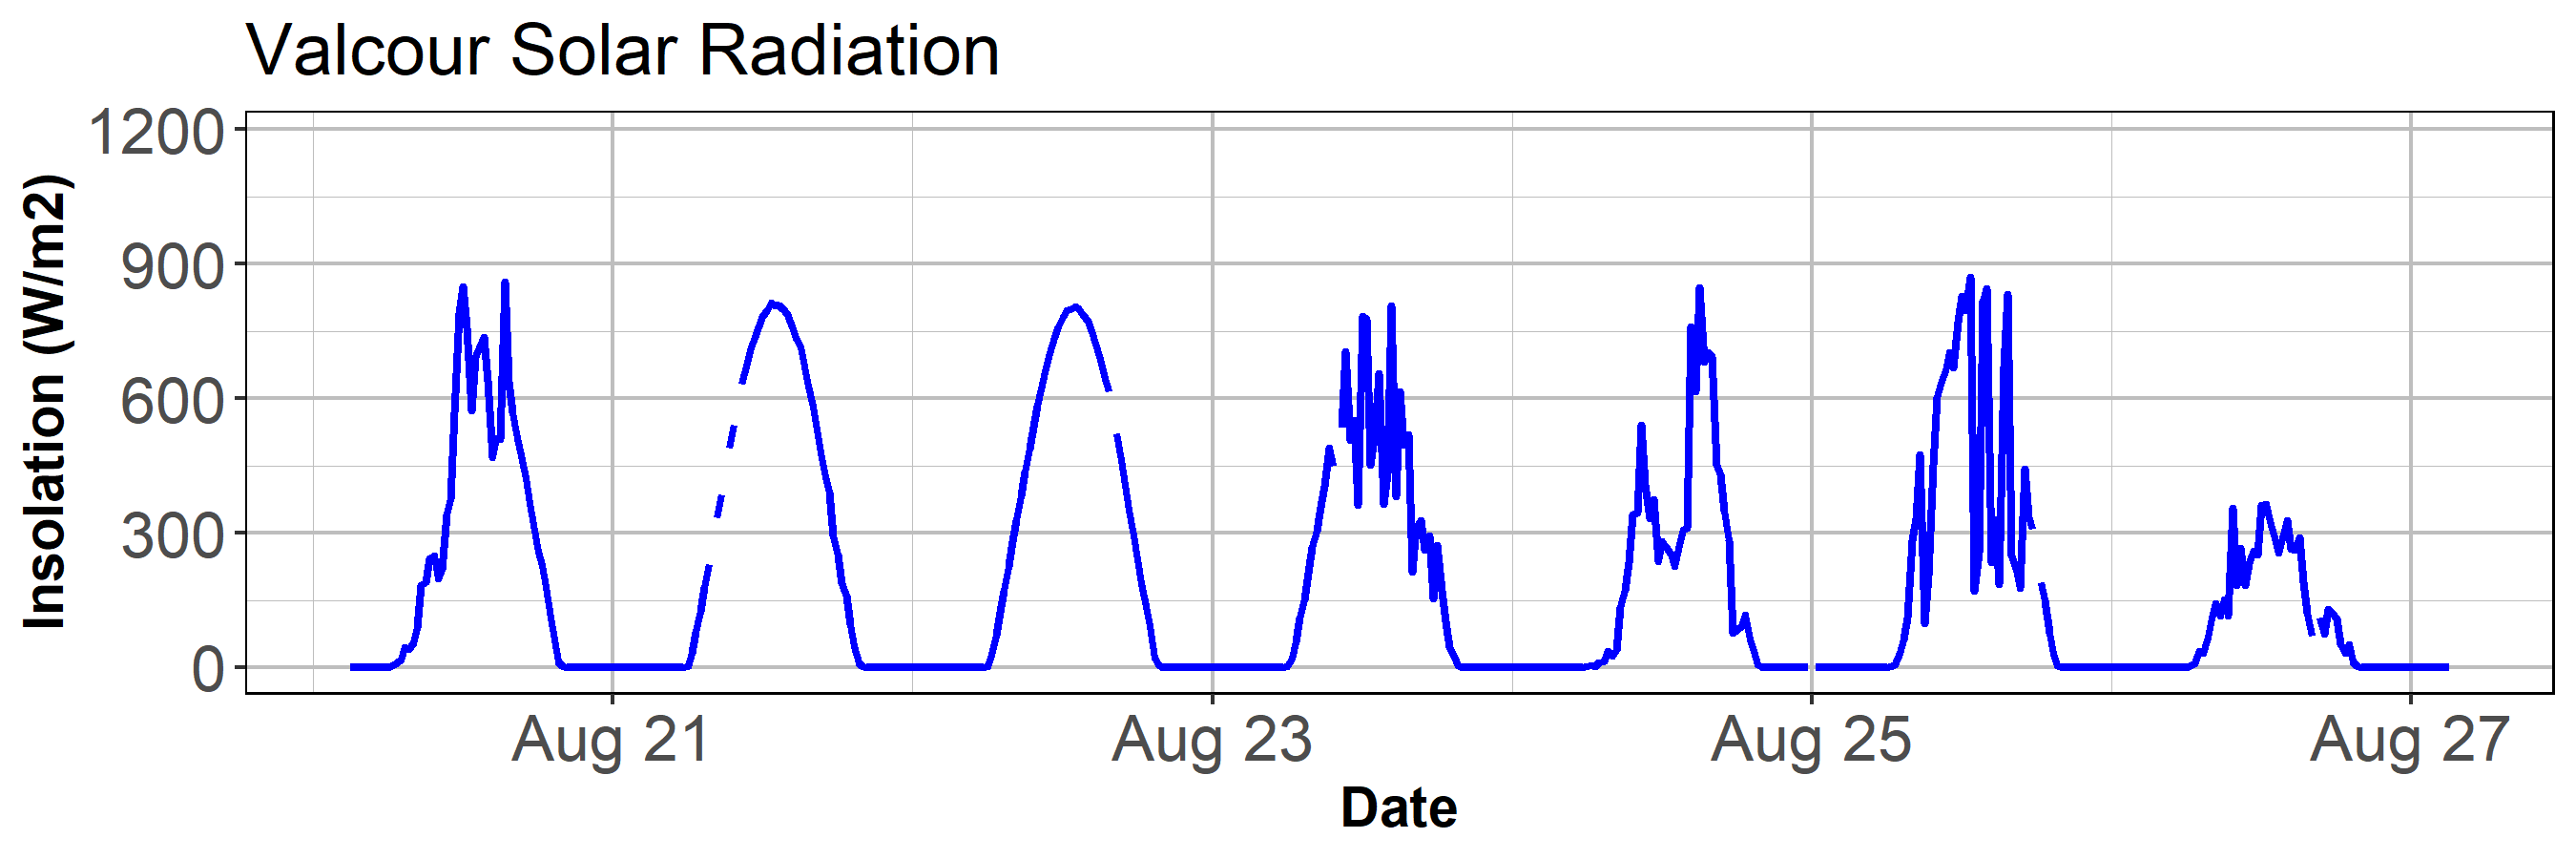 Valcour Solar Radiation
1200
900
600
300
0
Insolation (W/m2)
Aug 21 Aug 23 Aug 25 Aug 27
Date